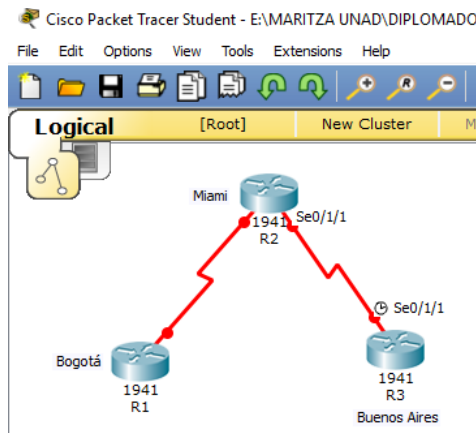 Cisco Packet Tracer Student - E:\MARITZA UNAD\DIPLOMADO
File Edit Options View Tools Extensions Help
Logical [Root] New Cluster
Miami
Se0/1/1
1941
R2
Se0/1/1
Bogotá
1941
R1
1941
R3
Buenos Aires